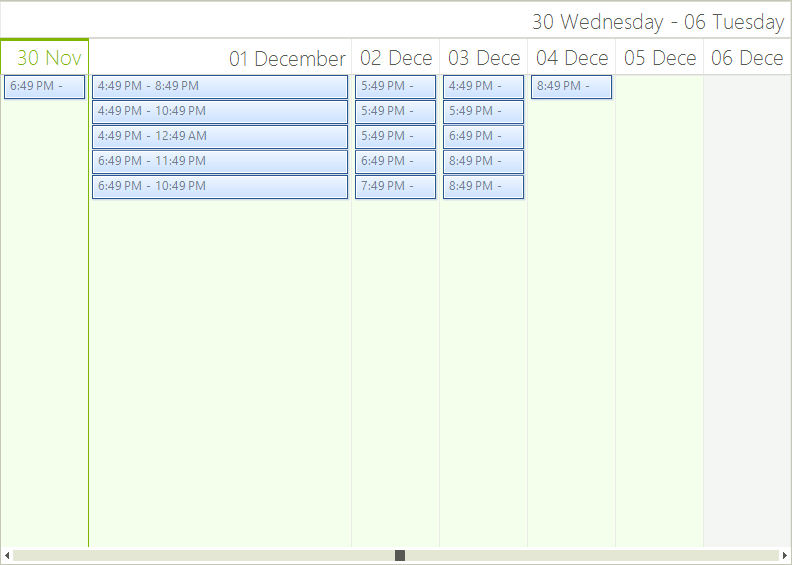 30 Wednesday - 06 Tuesday
30 Nov 01 December 02 Dece 03 Dece 04 Dece 05 Dece 06 Dece
6:49 PM - 4:49 PM - 8:49 PM 5:49 PM - 4:49 PM - 8:49 PM -
4:49 PM - 10:49 PM 5:49 PM - 5:49 PM -
4:49 PM - 12:49 AM 5:49 PM - 6:49 PM -
6:49 PM - 11:49 PM 6:49 PM - 8:49 PM -
6:49 PM - 10:49 PM 7:49 PM - 8:49 PM -